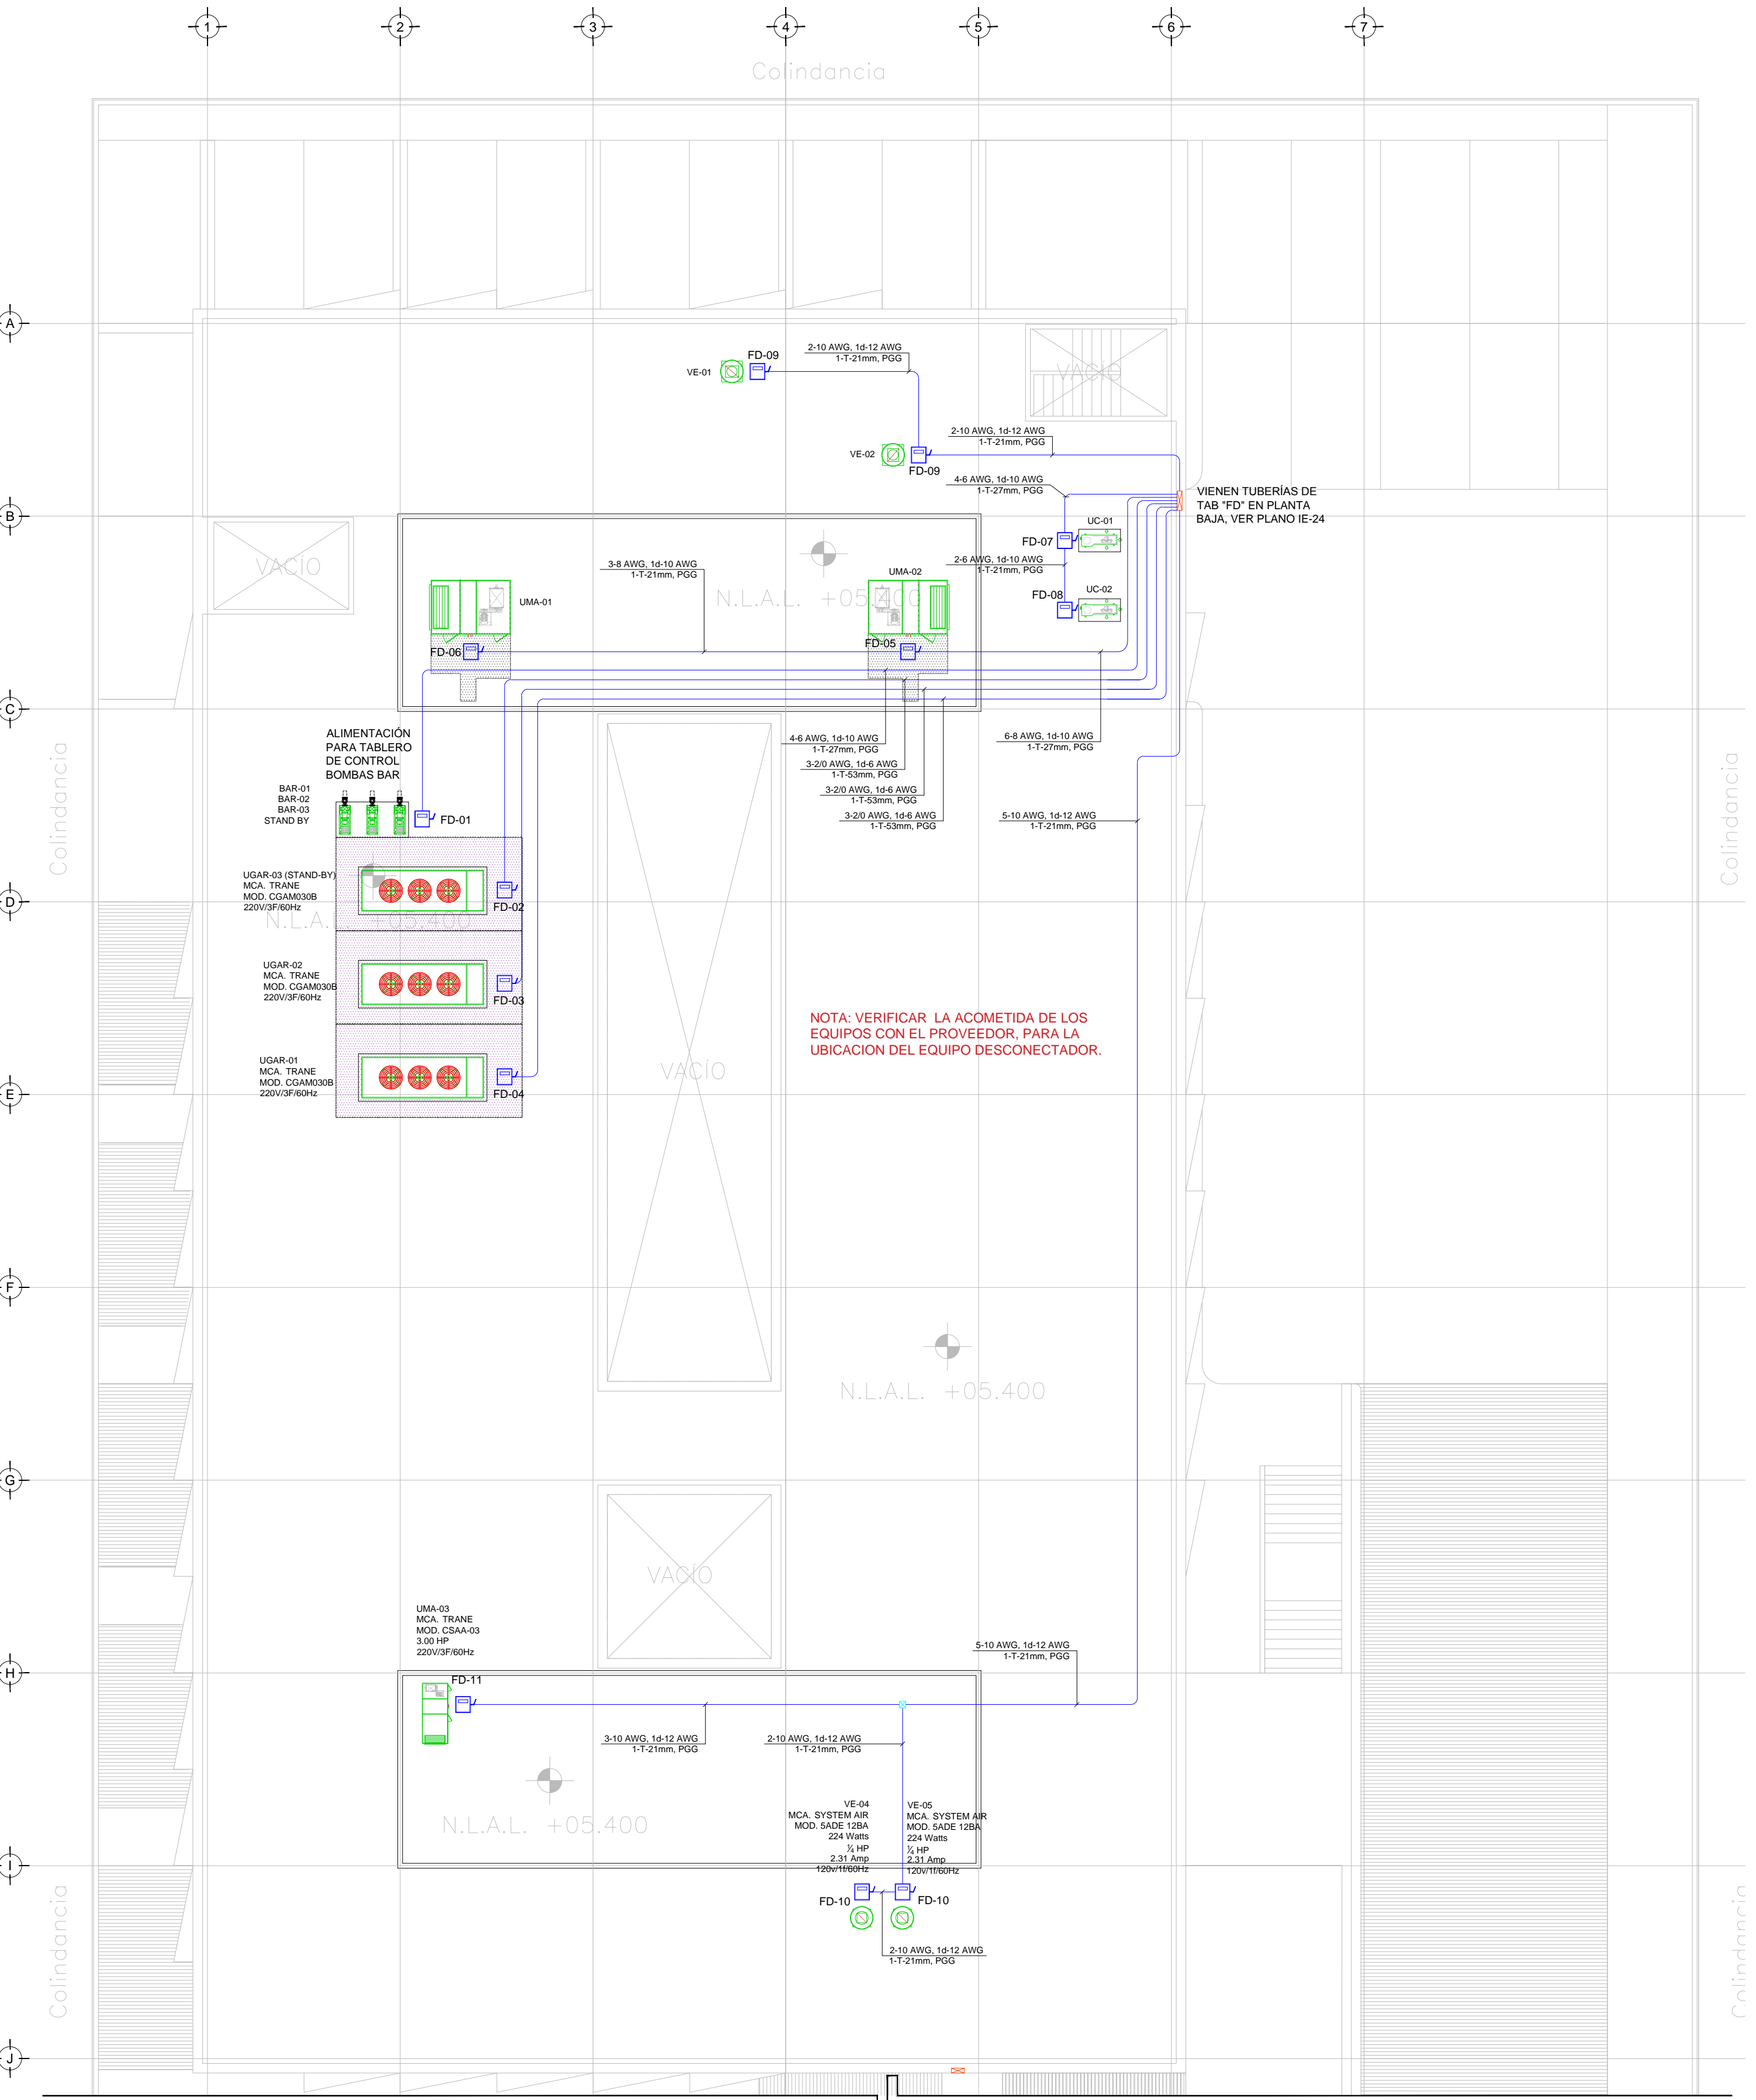 1
2
3
4
5
6
7
Colindancia
A
2-10 AWG, 1d-12 AWG
1-T-21mm, PGG
FD-09
VE-01
VACÍO
2-10 AWG, 1d-12 AWG
1-T-21mm, PGG
VE-02
FD-09
4-6 AWG, 1d-10 AWG
1-T-27mm, PGG
VIENEN TUBERÍAS DE
TAB "FD" EN PLANTA
BAJA, VER PLANO IE-24
B
UC-01
FD-07
VACÍO
3-8 AWG, 1d-10 AWG
1-T-21mm, PGG
2-6 AWG, 1d-10 AWG
1-T-21mm, PGG
UMA-02
UC-02
FD-08
UMA-01
N.L.A.L. +05.400
FD-06
FD-05
C
ALIMENTACIÓN
PARA TABLERO
DE CONTROL
BOMBAS BAR
4-6 AWG, 1d-10 AWG
1-T-27mm, PGG
6-8 AWG, 1d-10 AWG
1-T-27mm, PGG
3-2/0 AWG, 1d-6 AWG
1-T-53mm, PGG
3-2/0 AWG, 1d-6 AWG
1-T-53mm, PGG
3-2/0 AWG, 1d-6 AWG
1-T-53mm, PGG
5-10 AWG, 1d-12 AWG
1-T-21mm, PGG
Colindancia
Colindancia
BAR-01
BAR-02
BAR-03
STAND BY
FD-01
UGAR-03 (STAND-BY)
MCA. TRANE
MOD. CGAM030B
220V/3F/60Hz
FD-02
D
N.L.A.L. +05.400
UGAR-02
MCA. TRANE
MOD. CGAM030B
220V/3F/60Hz
FD-03
NOTA: VERIFICAR LA ACOMETIDA DE LOS
EQUIPOS CON EL PROVEEDOR, PARA LA
UBICACION DEL EQUIPO DESCONECTADOR.
VACÍO
UGAR-01
MCA. TRANE
MOD. CGAM030B
220V/3F/60Hz
FD-04
E
F
N.L.A.L. +05.400
G
VACÍO
UMA-03
MCA. TRANE
MOD. CSAA-03
3.00 HP
220V/3F/60Hz
5-10 AWG, 1d-12 AWG
1-T-21mm, PGG
H
FD-11
3-10 AWG, 1d-12 AWG
1-T-21mm, PGG
2-10 AWG, 1d-12 AWG
1-T-21mm, PGG
N.L.A.L. +05.400
VE-04
MCA. SYSTEM AIR
MOD. 5ADE 12BA
224 Watts
¼ HP
2.31 Amp
120v/1f/60Hz
VE-05
MCA. SYSTEM AIR
MOD. 5ADE 12BA
224 Watts
¼ HP
2.31 Amp
120v/1f/60Hz
I
FD-10
FD-10
2-10 AWG, 1d-12 AWG
1-T-21mm, PGG
Colindancia
Colindancia
J